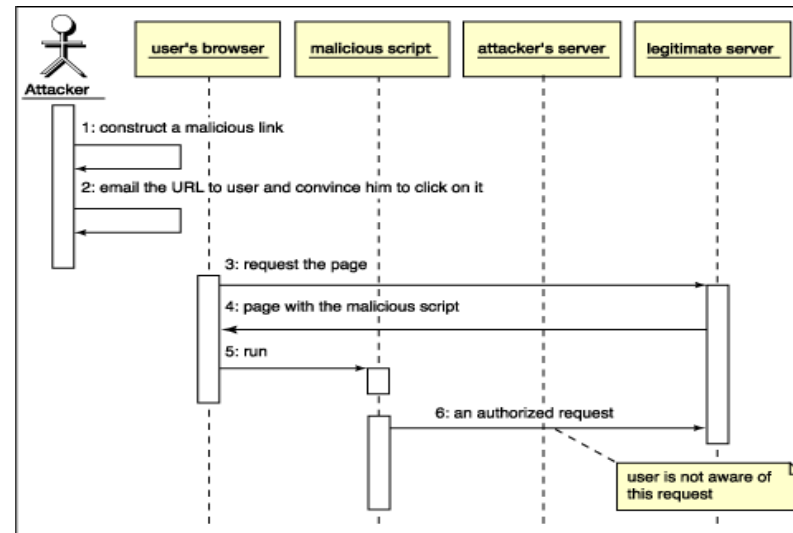 user's browser
malicious script
attacker's server
legitimate server
Attacker
1: construct a malicious link
2: email the URL to user and convince him to click on it
3: request the page
4: page with the malicious script
5: run
6: an authorized request
user is not aware of
this request